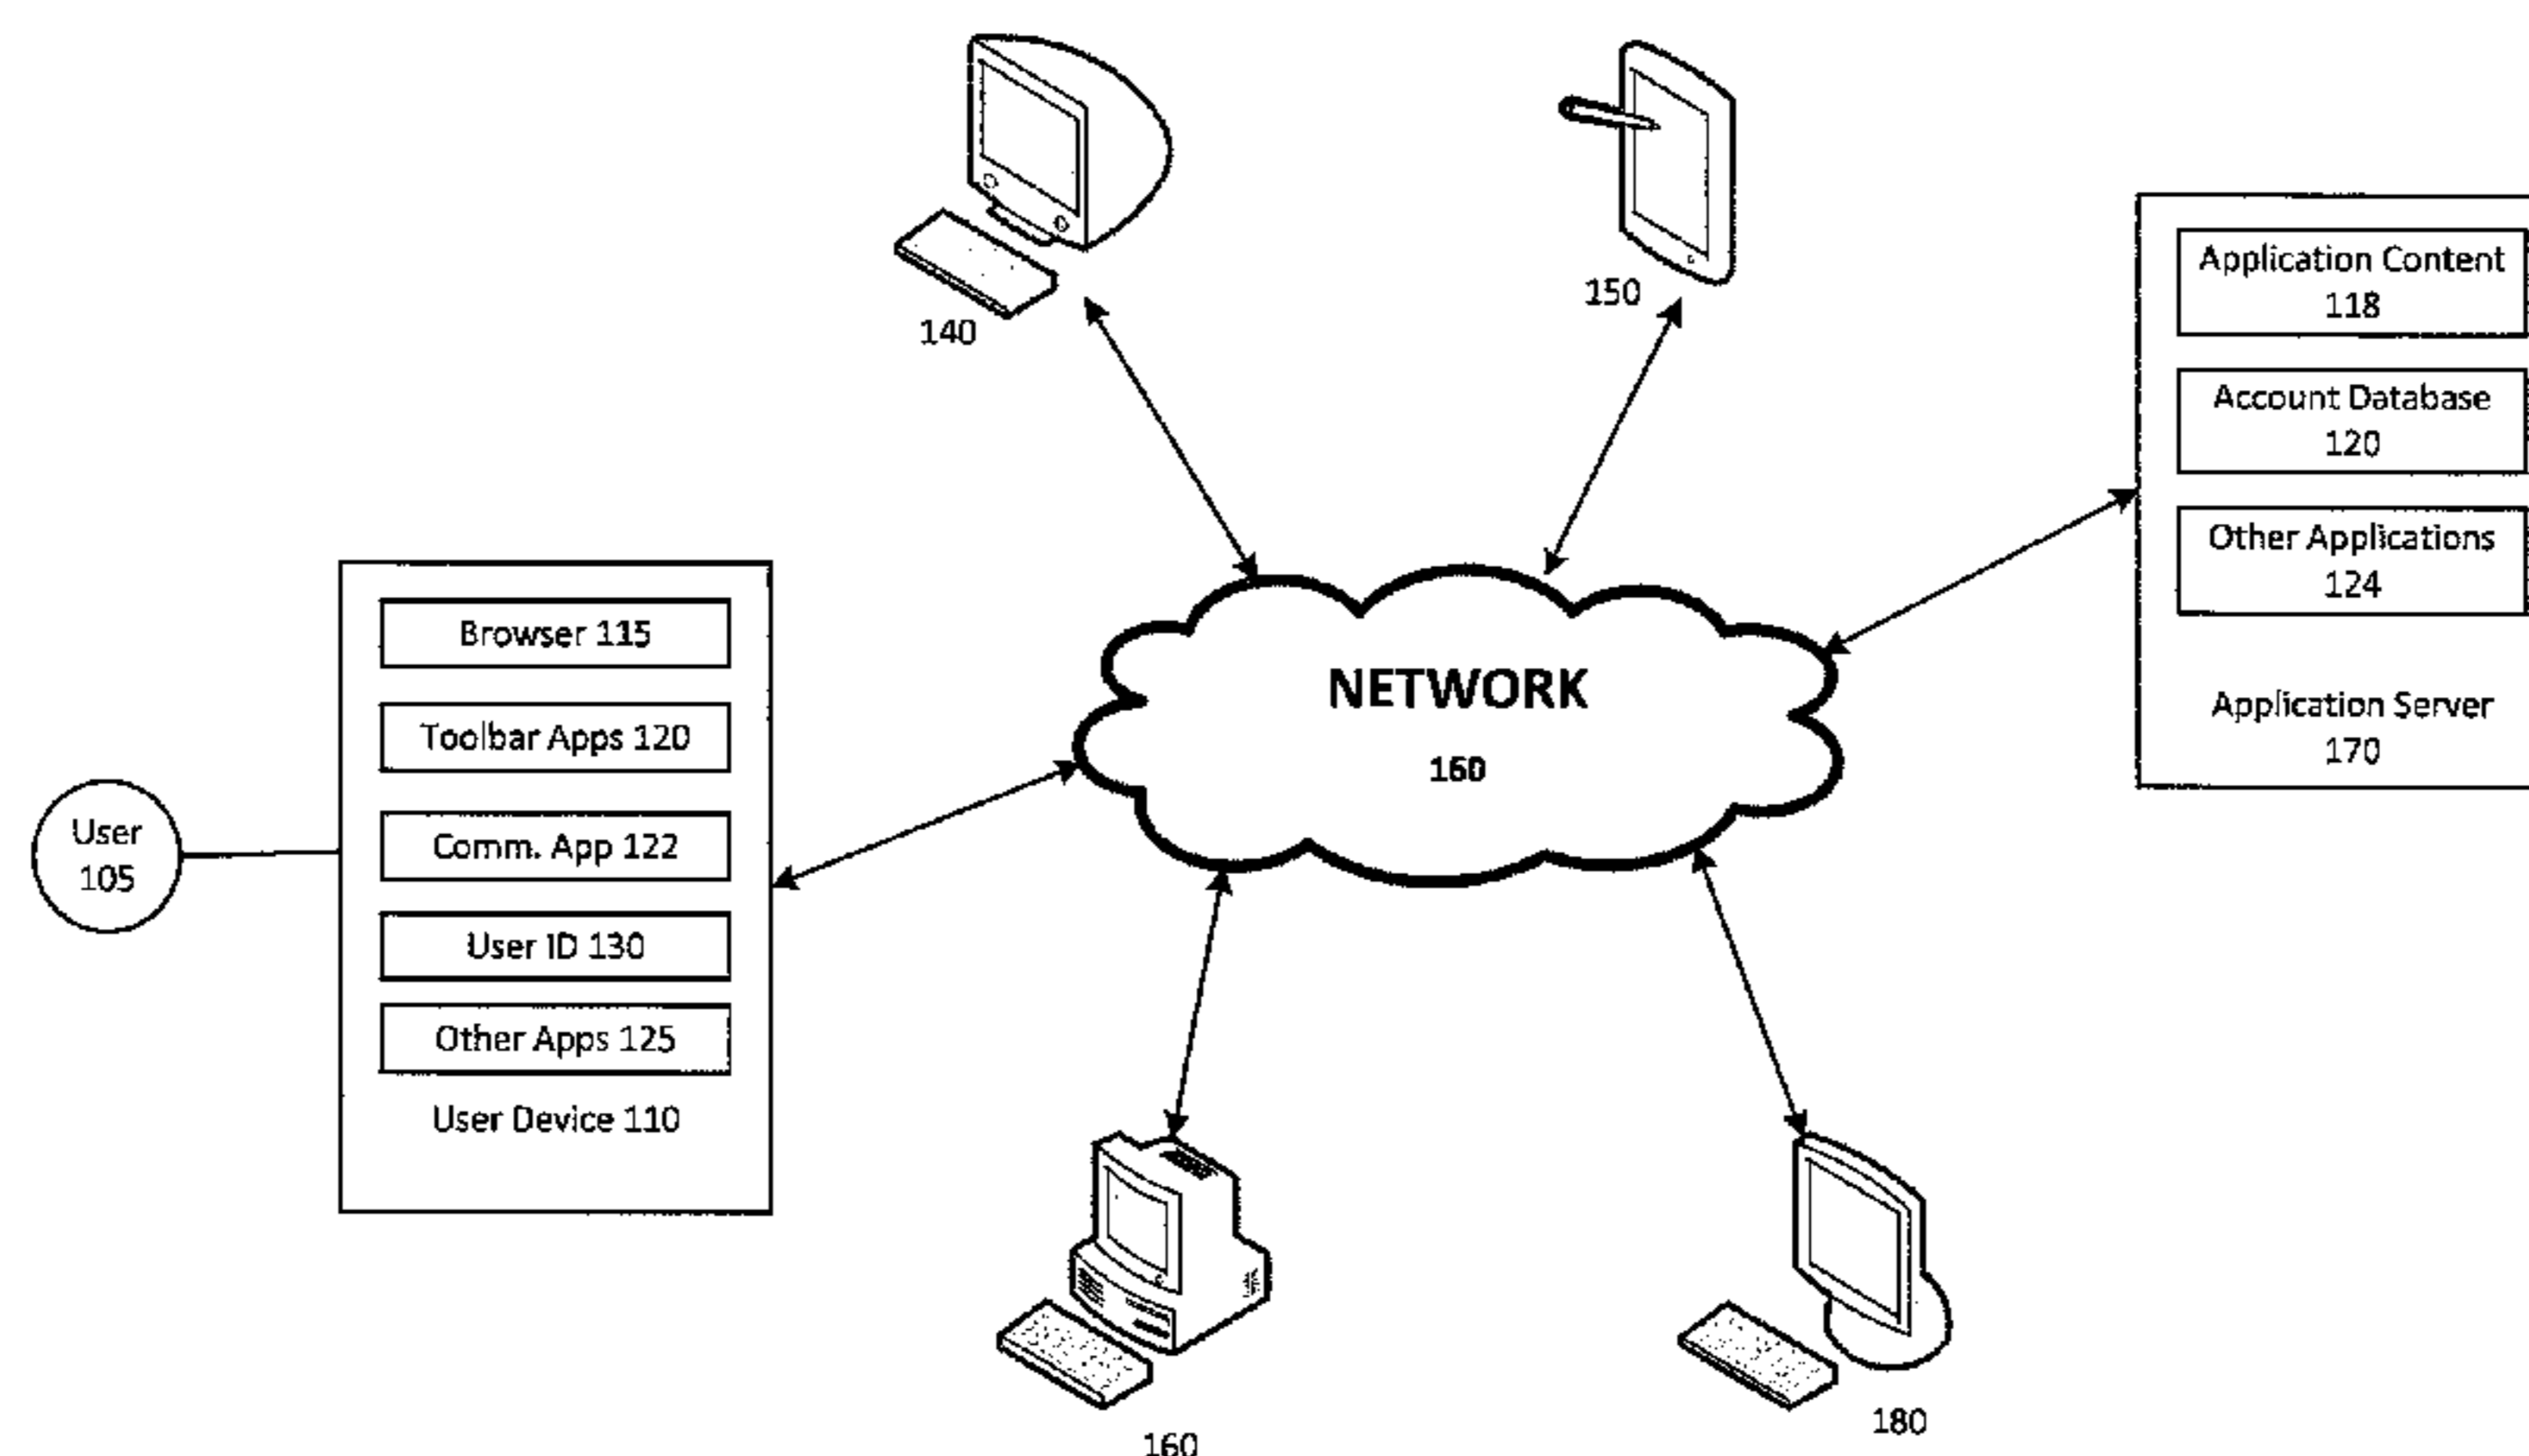 140
150
Application Content
118
Account Database
120
Other Applications
124
Application Server
170
Browser 115
Toolbar Apps 120
Comm. App 122
User ID 130
Other Apps 125
User Device 110
User
105
NETWORK
160
160
180